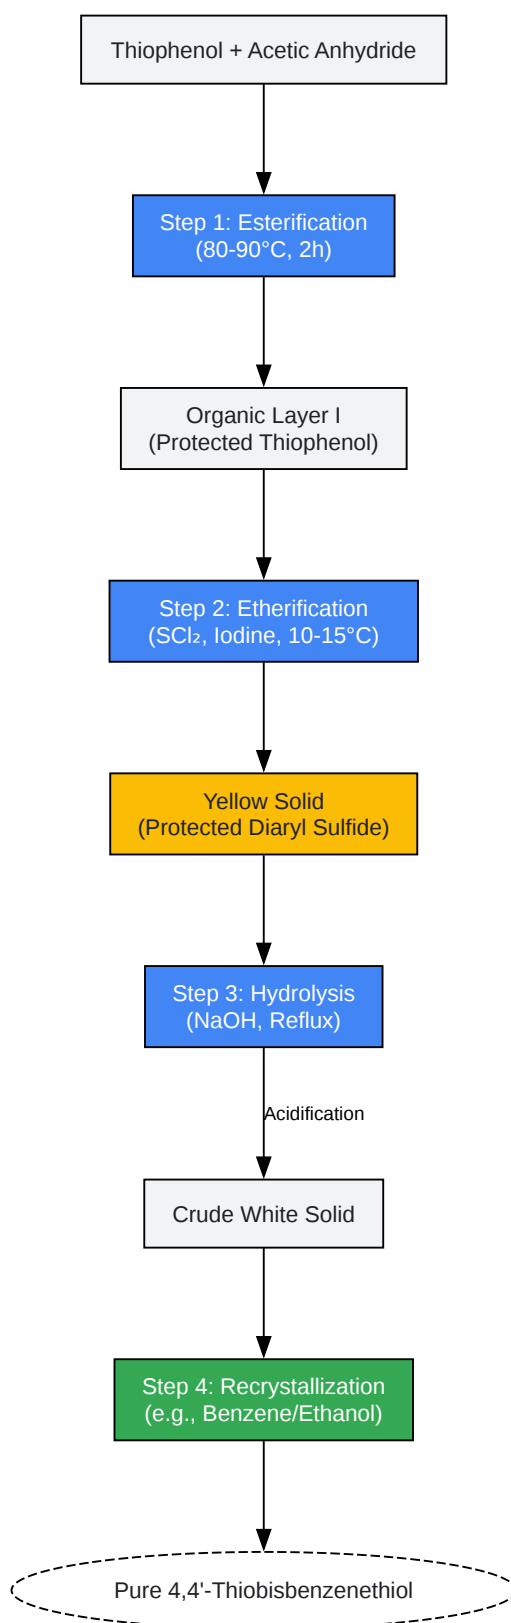 Thiophenol + Acetic Anhydride
Step 1: Esterification
(80-90°C, 2h)
Organic Layer I
(Protected Thiophenol)
Step 2: Etherification
(SCl₂, Iodine, 10-15°C)
Yellow Solid
(Protected Diaryl Sulfide)
Step 3: Hydrolysis
(NaOH, Reflux)
Acidification
Crude White Solid
Step 4: Recrystallization
(e.g., Benzene/Ethanol)
Pure 4,4'-Thiobisbenzenethiol